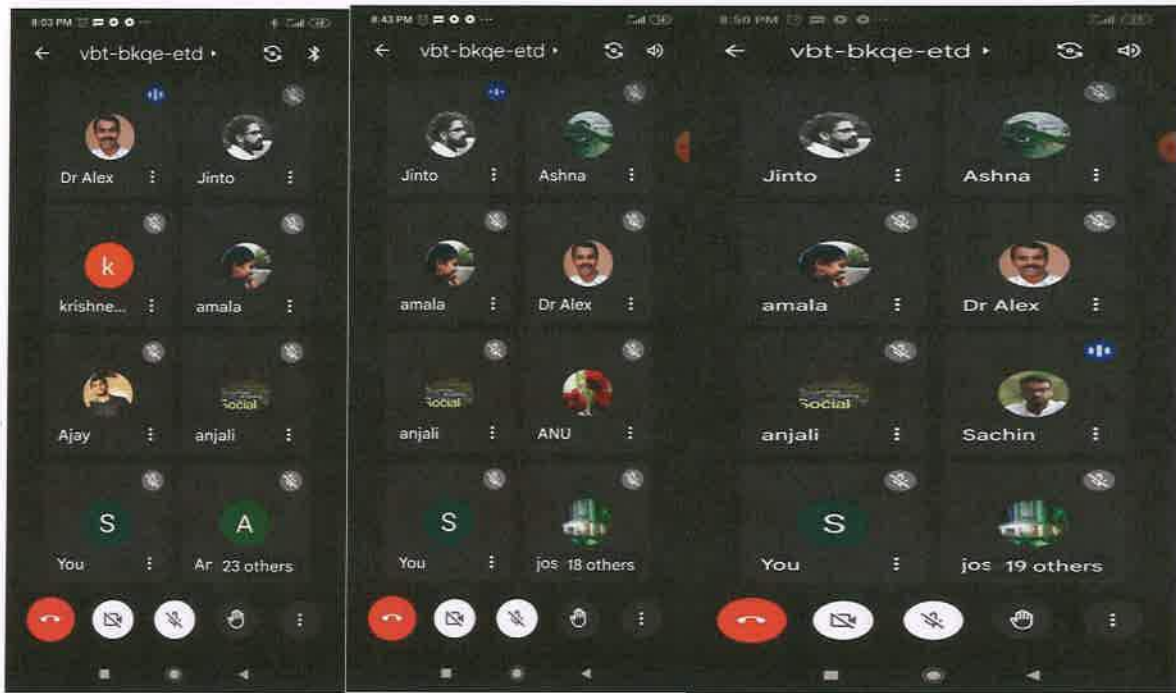 8:03 PM
vbt-bkqe-etd
Dr Alex
Jinto
k
krishne...
amala
Ajay
Social
anjali
S
You
A
Ar 23 others
8:43 PM
vbt-bkqe-etd
Jinto
Ashna
amala
Dr Alex
Social
anjali
ANU
S
You
jos 18 others
8:50 PM
vbt-bkqe-etd
Jinto
Ashna
amala
Dr Alex
Social
anjali
Sachin
S
You
jos 19 others